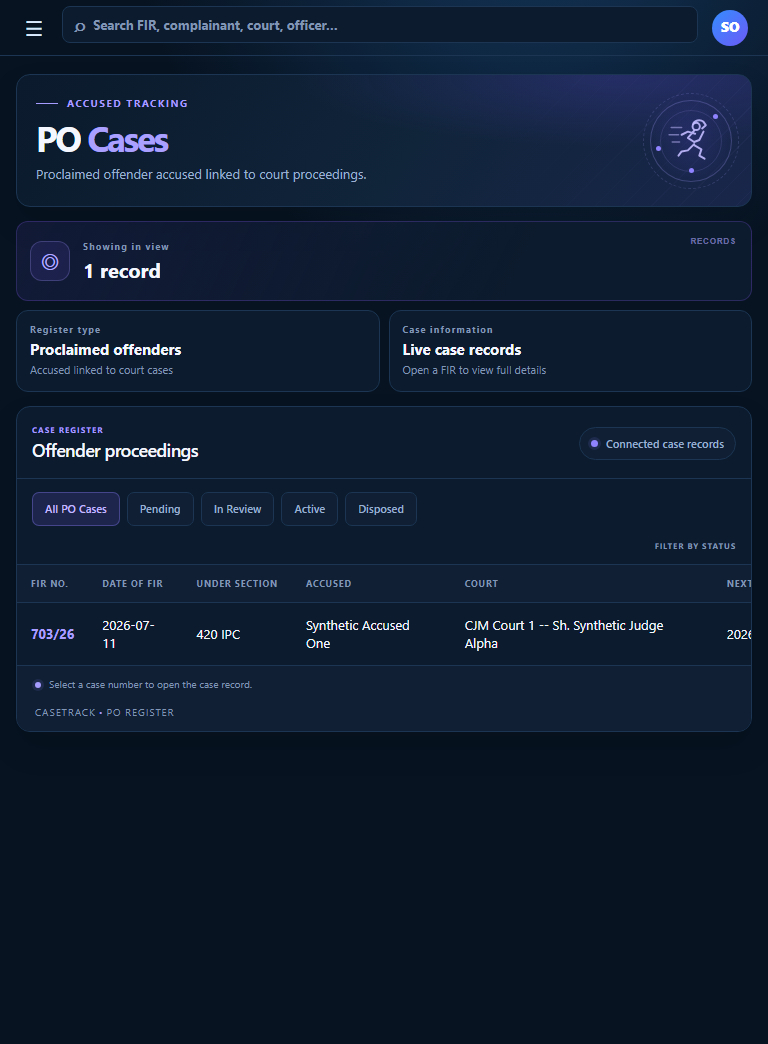 ☰ Search FIR, complainant, court, officer... SO
ACCUSED TRACKING
PO Cases
Proclaimed offender accused linked to court proceedings.
Showing in view
RECORDS
1 record
Register type
Proclaimed offenders
Accused linked to court cases
Case information
Live case records
Open a FIR to view full details
CASE REGISTER
Offender proceedings
Connected case records
All PO Cases Pending In Review Active Disposed
FILTER BY STATUS
FIR NO. DATE OF FIR UNDER SECTION ACCUSED COURT NEXT
703/26 2026-07-11 420 IPC Synthetic Accused One CJM Court 1 -- Sh. Synthetic Judge Alpha 2026
Select a case number to open the case record.
CASETRACK • PO REGISTER